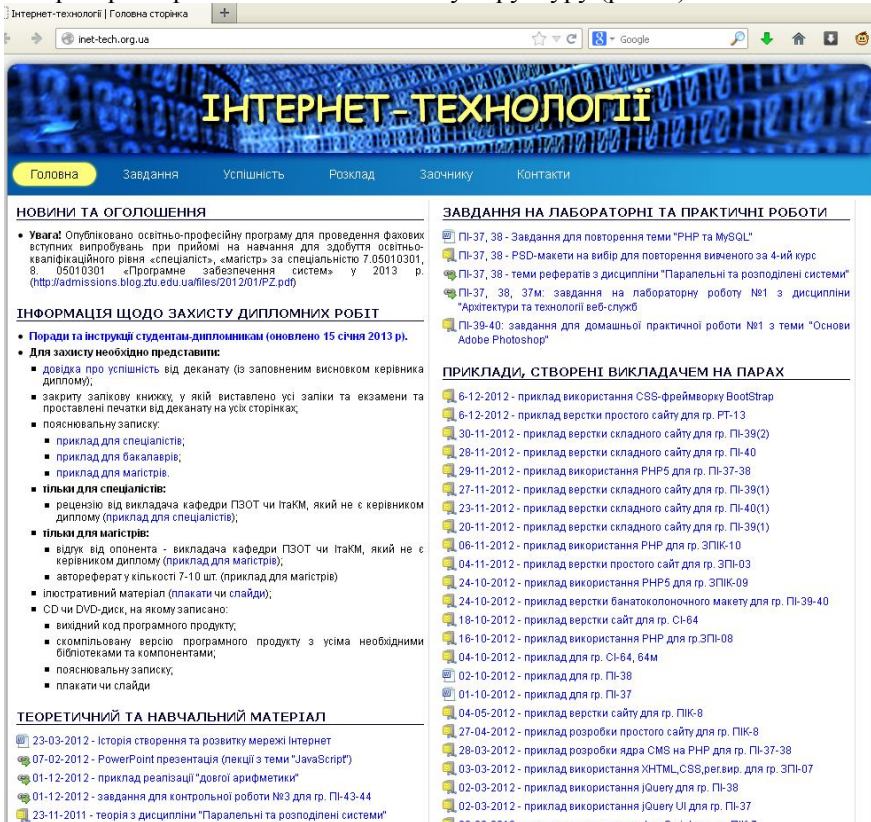 Інтернет-технології | Головна сторінка
inet-tech.org.ua
Google
ІНТЕРНЕТ-ТЕХНОЛОГІЇ
Головна
Завдання
Успішність
Розклад
Заочнику
Контакти
НОВИНИ ТА ОГОЛОШЕННЯ
Увага! Опубліковано освітньо-професійну програму для проведення фахових
вступних випробувань при прийомі на навчання для здобуття освітньо-
кваліфікаційного рівня «спеціаліст», «магістр» за спеціальністю 7.05010301,
8. 05010301 «Програмне забезпечення систем» у 2013 р.
(http://admissions.blog.ztu.edu.ua/files/2012/01/PZ.pdf)
ІНФОРМАЦІЯ ЩОДО ЗАХИСТУ ДИПЛОМНИХ РОБІТ
Поради та інструкції студентам-дипломникам (оновлено 15 січня 2013 р).
Для захисту необхідно представити:
довідка про успішність від деканату (із заповненим висновком керівника
диплому);
закриту залікову книжку, у якій виставлено усі заліки та екзамени та
проставлені печатки від деканату на усіх сторінках;
пояснювальну записку:
приклад для спеціалістів;
приклад для бакалаврів;
приклад для магістрів.
тільки для спеціалістів:
рецензію від викладача кафедри ПЗОТ чи ІтаКМ, який не є керівником
диплому (приклад для спеціалістів);
тільки для магістрів:
відгук від опонента - викладача кафедри ПЗОТ чи ІтаКМ, який не є
керівником диплому (приклад для магістрів);
автореферат у кількості 7-10 шт. (приклад для магістрів)
ілюстративний матеріал (плакати чи слайди);
CD чи DVD-диск, на якому записано:
вихідний код програмного продукту;
скомпільовану версію програмного продукту з усіма необхідними
бібліотеками та компонентами;
пояснювальну записку;
плакати чи слайди
ТЕОРЕТИЧНИЙ ТА НАВЧАЛЬНИЙ МАТЕРІАЛ
23-03-2012 - Історія створення та розвитку мережі Інтернет
07-02-2012 - PowerPoint презентація (лекції з теми "JavaScript")
01-12-2012 - приклад реалізації "довгої арифметики"
01-12-2012 - завдання для контрольної роботи №3 для гр. ПІ-43-44
23-11-2011 - теорія з дисципліни "Паралельні та розподілені системи"
ЗАВДАННЯ НА ЛАБОРАТОРНІ ТА ПРАКТИЧНІ РОБОТИ
ПІ-37, 38 - Завдання для повторення теми "PHP та MySQL"
ПІ-37, 38 - PSD-макети на вибір для повторення вивченого за 4-ий курс
ПІ-37, 38 - теми рефератів з дисципліни "Паралельні та розподілені системи"
ПІ-37, 38, 37м: завдання на лабораторну роботу №1 з дисципліни
"Архітектури та технології веб-служб
ПІ-39-40: завдання для домашньої практичної роботи №1 з теми "Основи
Adobe Photoshop"
ПРИКЛАДИ, СТВОРЕНІ ВИКЛАДАЧЕМ НА ПАРАХ
6-12-2012 - приклад використання CSS-фреймворку BootStrap
6-12-2012 - приклад верстки простого сайту для гр. РТ-13
30-11-2012 - приклад верстки складного сайту для гр. ПІ-39(2)
28-11-2012 - приклад верстки складного сайту для гр. ПІ-40
29-11-2012 - приклад використання PHP5 для гр. ПІ-37-38
27-11-2012 - приклад верстки складного сайту для гр. ПІ-39(1)
23-11-2012 - приклад верстки складного сайту для гр. ПІ-40(1)
20-11-2012 - приклад верстки складного сайту для гр. ПІ-39(1)
06-11-2012 - приклад використання PHP для гр. ЗПІК-10
04-11-2012 - приклад верстки простого сайт для гр. ЗПІ-03
24-10-2012 - приклад використання PHP5 для гр. ЗПІК-09
24-10-2012 - приклад верстки банатоколоночного макету для гр. ПІ-39-40
18-10-2012 - приклад верстки сайт для гр. СІ-64
16-10-2012 - приклад використання PHP для гр.ЗПІ-08
04-10-2012 - приклад для гр. СІ-64, 64м
02-10-2012 - приклад для гр. ПІ-38
01-10-2012 - приклад для гр. ПІ-37
04-05-2012 - приклад верстки сайту для гр. ПІК-8
27-04-2012 - приклад розробки простого сайту для гр. ПІК-8
28-03-2012 - приклад розробки ядра CMS на PHP для гр. ПІ-37-38
03-03-2012 - приклад використання XHTML,CSS,рег.вир. для гр. ЗПІ-07
02-03-2012 - приклад використання jQuery для гр. ПІ-38
02-03-2012 - приклад використання jQuery UI для гр. ПІ-37